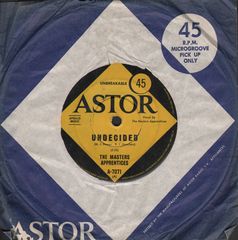 45
R.P.M.
MICROGROOVE
PICK UP
ONLY
UNBREAKABLE
45
ASTOR
UNDECIDED
THE MASTERS
APPRENTICES
A-7071
ASTOR